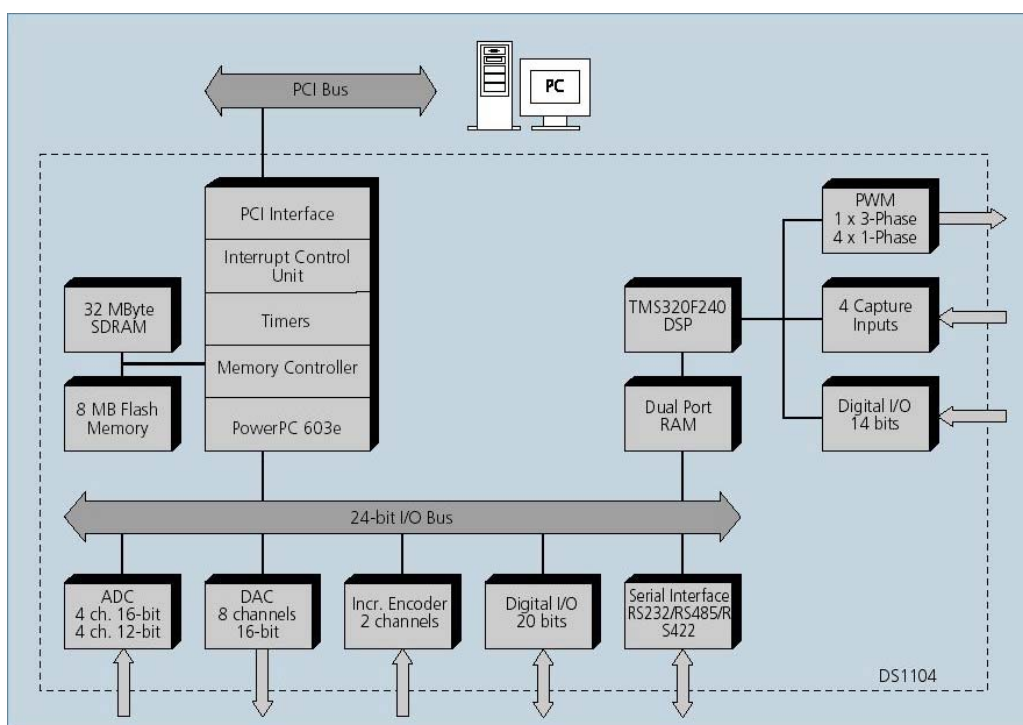 PCI Bus
PC
PCI Interface
Interrupt Control
Unit
Timers
Memory Controller
PowerPC 603e
32 MByte
SDRAM
8 MB Flash
Memory
TMS320F240
DSP
Dual Port
RAM
PWM
1 x 3-Phase
4 x 1-Phase
4 Capture
Inputs
Digital I/O
14 bits
24-bit I/O Bus
ADC
4 ch. 16-bit
4 ch. 12-bit
DAC
8 channels
16-bit
Incr. Encoder
2 channels
Digital I/O
20 bits
Serial Interface
RS232/RS485/R
S422
DS1104